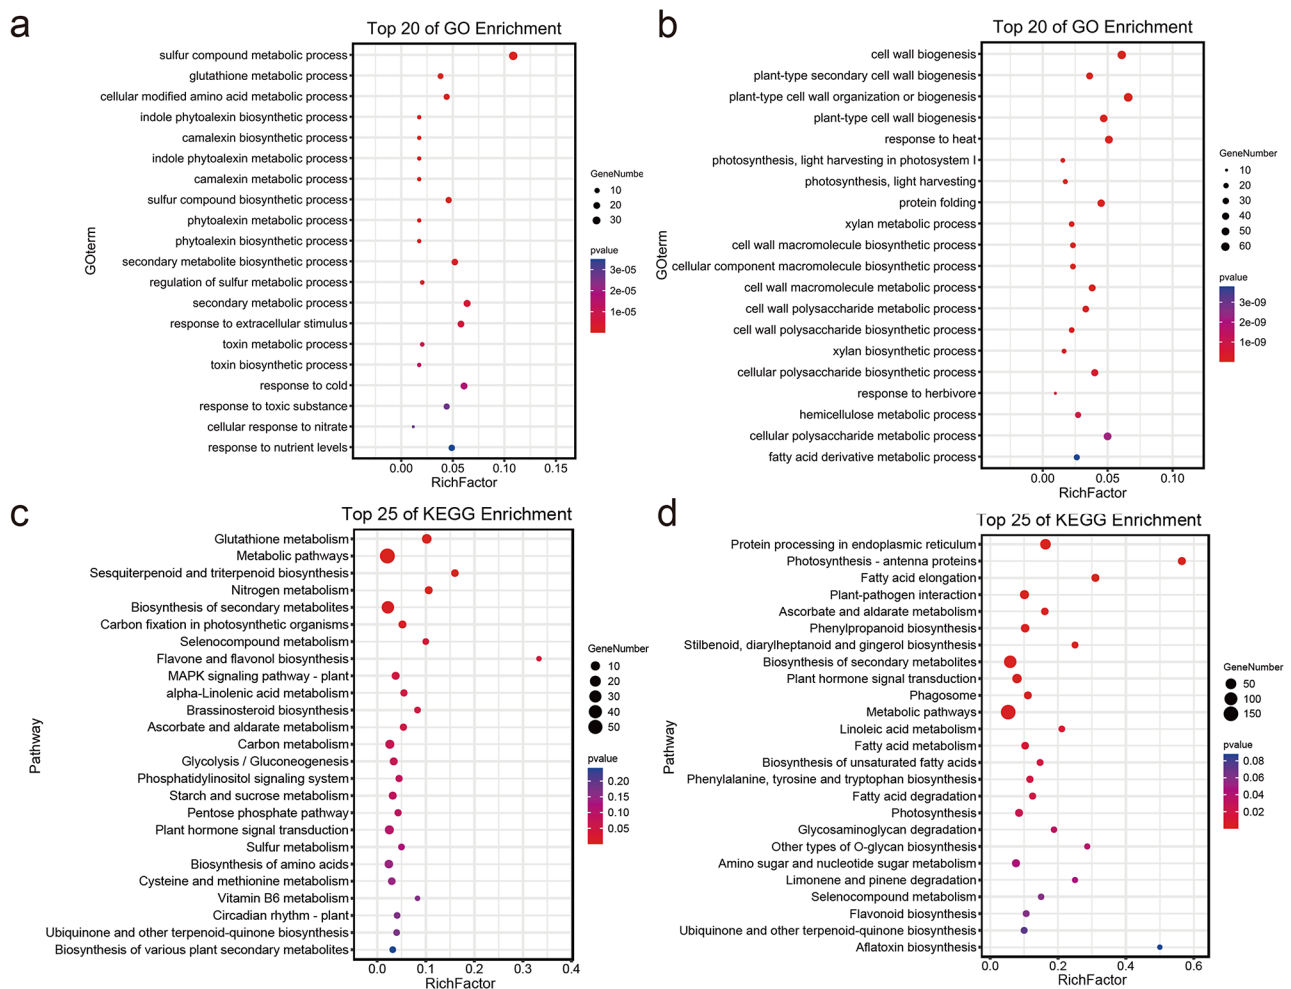 a
Top 20 of GO Enrichment
sulfur compound metabolic process
glutathione metabolic process
cellular modified amino acid metabolic process
indole phytoalexin biosynthetic process
camalexin biosynthetic process
indole phytoalexin metabolic process
camalexin metabolic process
sulfur compound biosynthetic process
phytoalexin metabolic process
phytoalexin biosynthetic process
secondary metabolite biosynthetic process
regulation of sulfur metabolic process
secondary metabolic process
response to extracellular stimulus
toxin metabolic process
toxin biosynthetic process
response to cold
response to toxic substance
cellular response to nitrate
response to nutrient levels
GOterm
0.00 0.05 0.10 0.15
RichFactor
GeneNumber
10
20
30
pvalue
3e-05
2e-05
1e-05
b
Top 20 of GO Enrichment
cell wall biogenesis
plant-type secondary cell wall biogenesis
plant-type cell wall organization or biogenesis
plant-type cell wall biogenesis
response to heat
photosynthesis, light harvesting in photosystem I
photosynthesis, light harvesting
protein folding
xylan metabolic process
cell wall macromolecule biosynthetic process
cellular component macromolecule biosynthetic process
cell wall macromolecule metabolic process
cell wall polysaccharide metabolic process
cell wall polysaccharide biosynthetic process
xylan biosynthetic process
cellular polysaccharide biosynthetic process
response to herbivore
hemicellulose metabolic process
cellular polysaccharide metabolic process
fatty acid derivative metabolic process
GOterm
0.00 0.05 0.10
RichFactor
GeneNumber
10
20
30
40
50
60
pvalue
3e-09
2e-09
1e-09
c
Top 25 of KEGG Enrichment
Glutathione metabolism
Metabolic pathways
Sesquiterpenoid and triterpenoid biosynthesis
Nitrogen metabolism
Biosynthesis of secondary metabolites
Carbon fixation in photosynthetic organisms
Selenocompound metabolism
Flavone and flavonol biosynthesis
MAPK signaling pathway - plant
alpha-Linolenic acid metabolism
Brassinosteroid biosynthesis
Ascorbate and aldarate metabolism
Carbon metabolism
Glycolysis / Gluconeogenesis
Phosphatidylinositol signaling system
Starch and sucrose metabolism
Pentose phosphate pathway
Plant hormone signal transduction
Sulfur metabolism
Biosynthesis of amino acids
Cysteine and methionine metabolism
Vitamin B6 metabolism
Circadian rhythm - plant
Ubiquinone and other terpenoid-quinone biosynthesis
Biosynthesis of various plant secondary metabolites
Pathway
0.0 0.1 0.2 0.3 0.4
RichFactor
GeneNumber
10
20
30
40
50
pvalue
0.20
0.15
0.10
0.05
d
Top 25 of KEGG Enrichment
Protein processing in endoplasmic reticulum
Photosynthesis - antenna proteins
Fatty acid elongation
Plant-pathogen interaction
Ascorbate and aldarate metabolism
Phenylpropanoid biosynthesis
Stilbenoid, diarylheptanoid and gingerol biosynthesis
Biosynthesis of secondary metabolites
Plant hormone signal transduction
Phagosome
Metabolic pathways
Linoleic acid metabolism
Fatty acid metabolism
Biosynthesis of unsaturated fatty acids
Phenylalanine, tyrosine and tryptophan biosynthesis
Fatty acid degradation
Photosynthesis
Glycosaminoglycan degradation
Other types of O-glycan biosynthesis
Amino sugar and nucleotide sugar metabolism
Limonene and pinene degradation
Selenocompound metabolism
Flavonoid biosynthesis
Ubiquinone and other terpenoid-quinone biosynthesis
Aflatoxin biosynthesis
Pathway
0.0 0.2 0.4 0.6
RichFactor
GeneNumber
50
100
150
pvalue
0.08
0.06
0.04
0.02